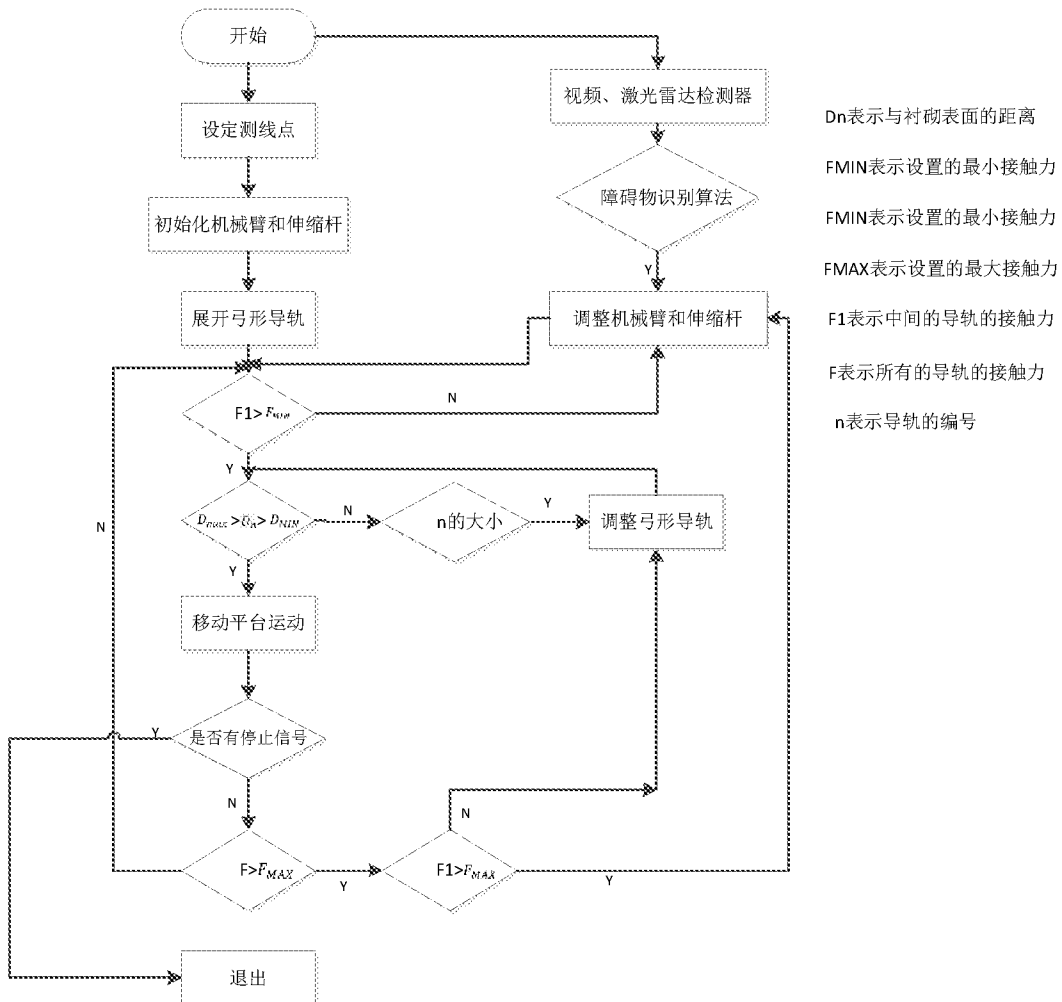 开始
视频、激光雷达检测器
设定测线点
障碍物识别算法
Y
初始化机械臂和伸缩杆
展开弓形导轨
调整机械臂和伸缩杆
F1>F_MIN
N
Y
D_max>D_n>D_MIN
N
n的大小
Y
调整弓形导轨
N
Y
移动平台运动
是否有停止信号
Y
N
N
F>F_MAX
Y
F1>F_MAX
Y
退出
Dn表示与衬砌表面的距离
FMIN表示设置的最小接触力
FMIN表示设置的最小接触力
FMAX表示设置的最大接触力
F1表示中间的导轨的接触力
F表示所有的导轨的接触力
n表示导轨的编号